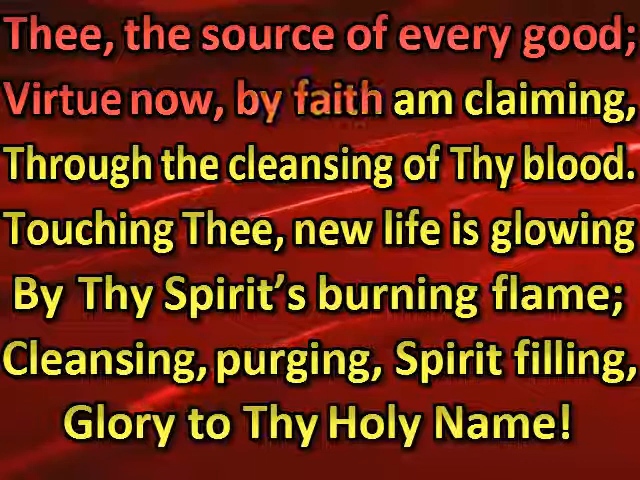 Thee, the source of every good;
Virtue now, by faith am claiming,
Through the cleansing of Thy blood.
Touching Thee, new life is glowing
By Thy Spirit’s burning flame;
Cleansing, purging, Spirit filling,
Glory to Thy Holy Name!